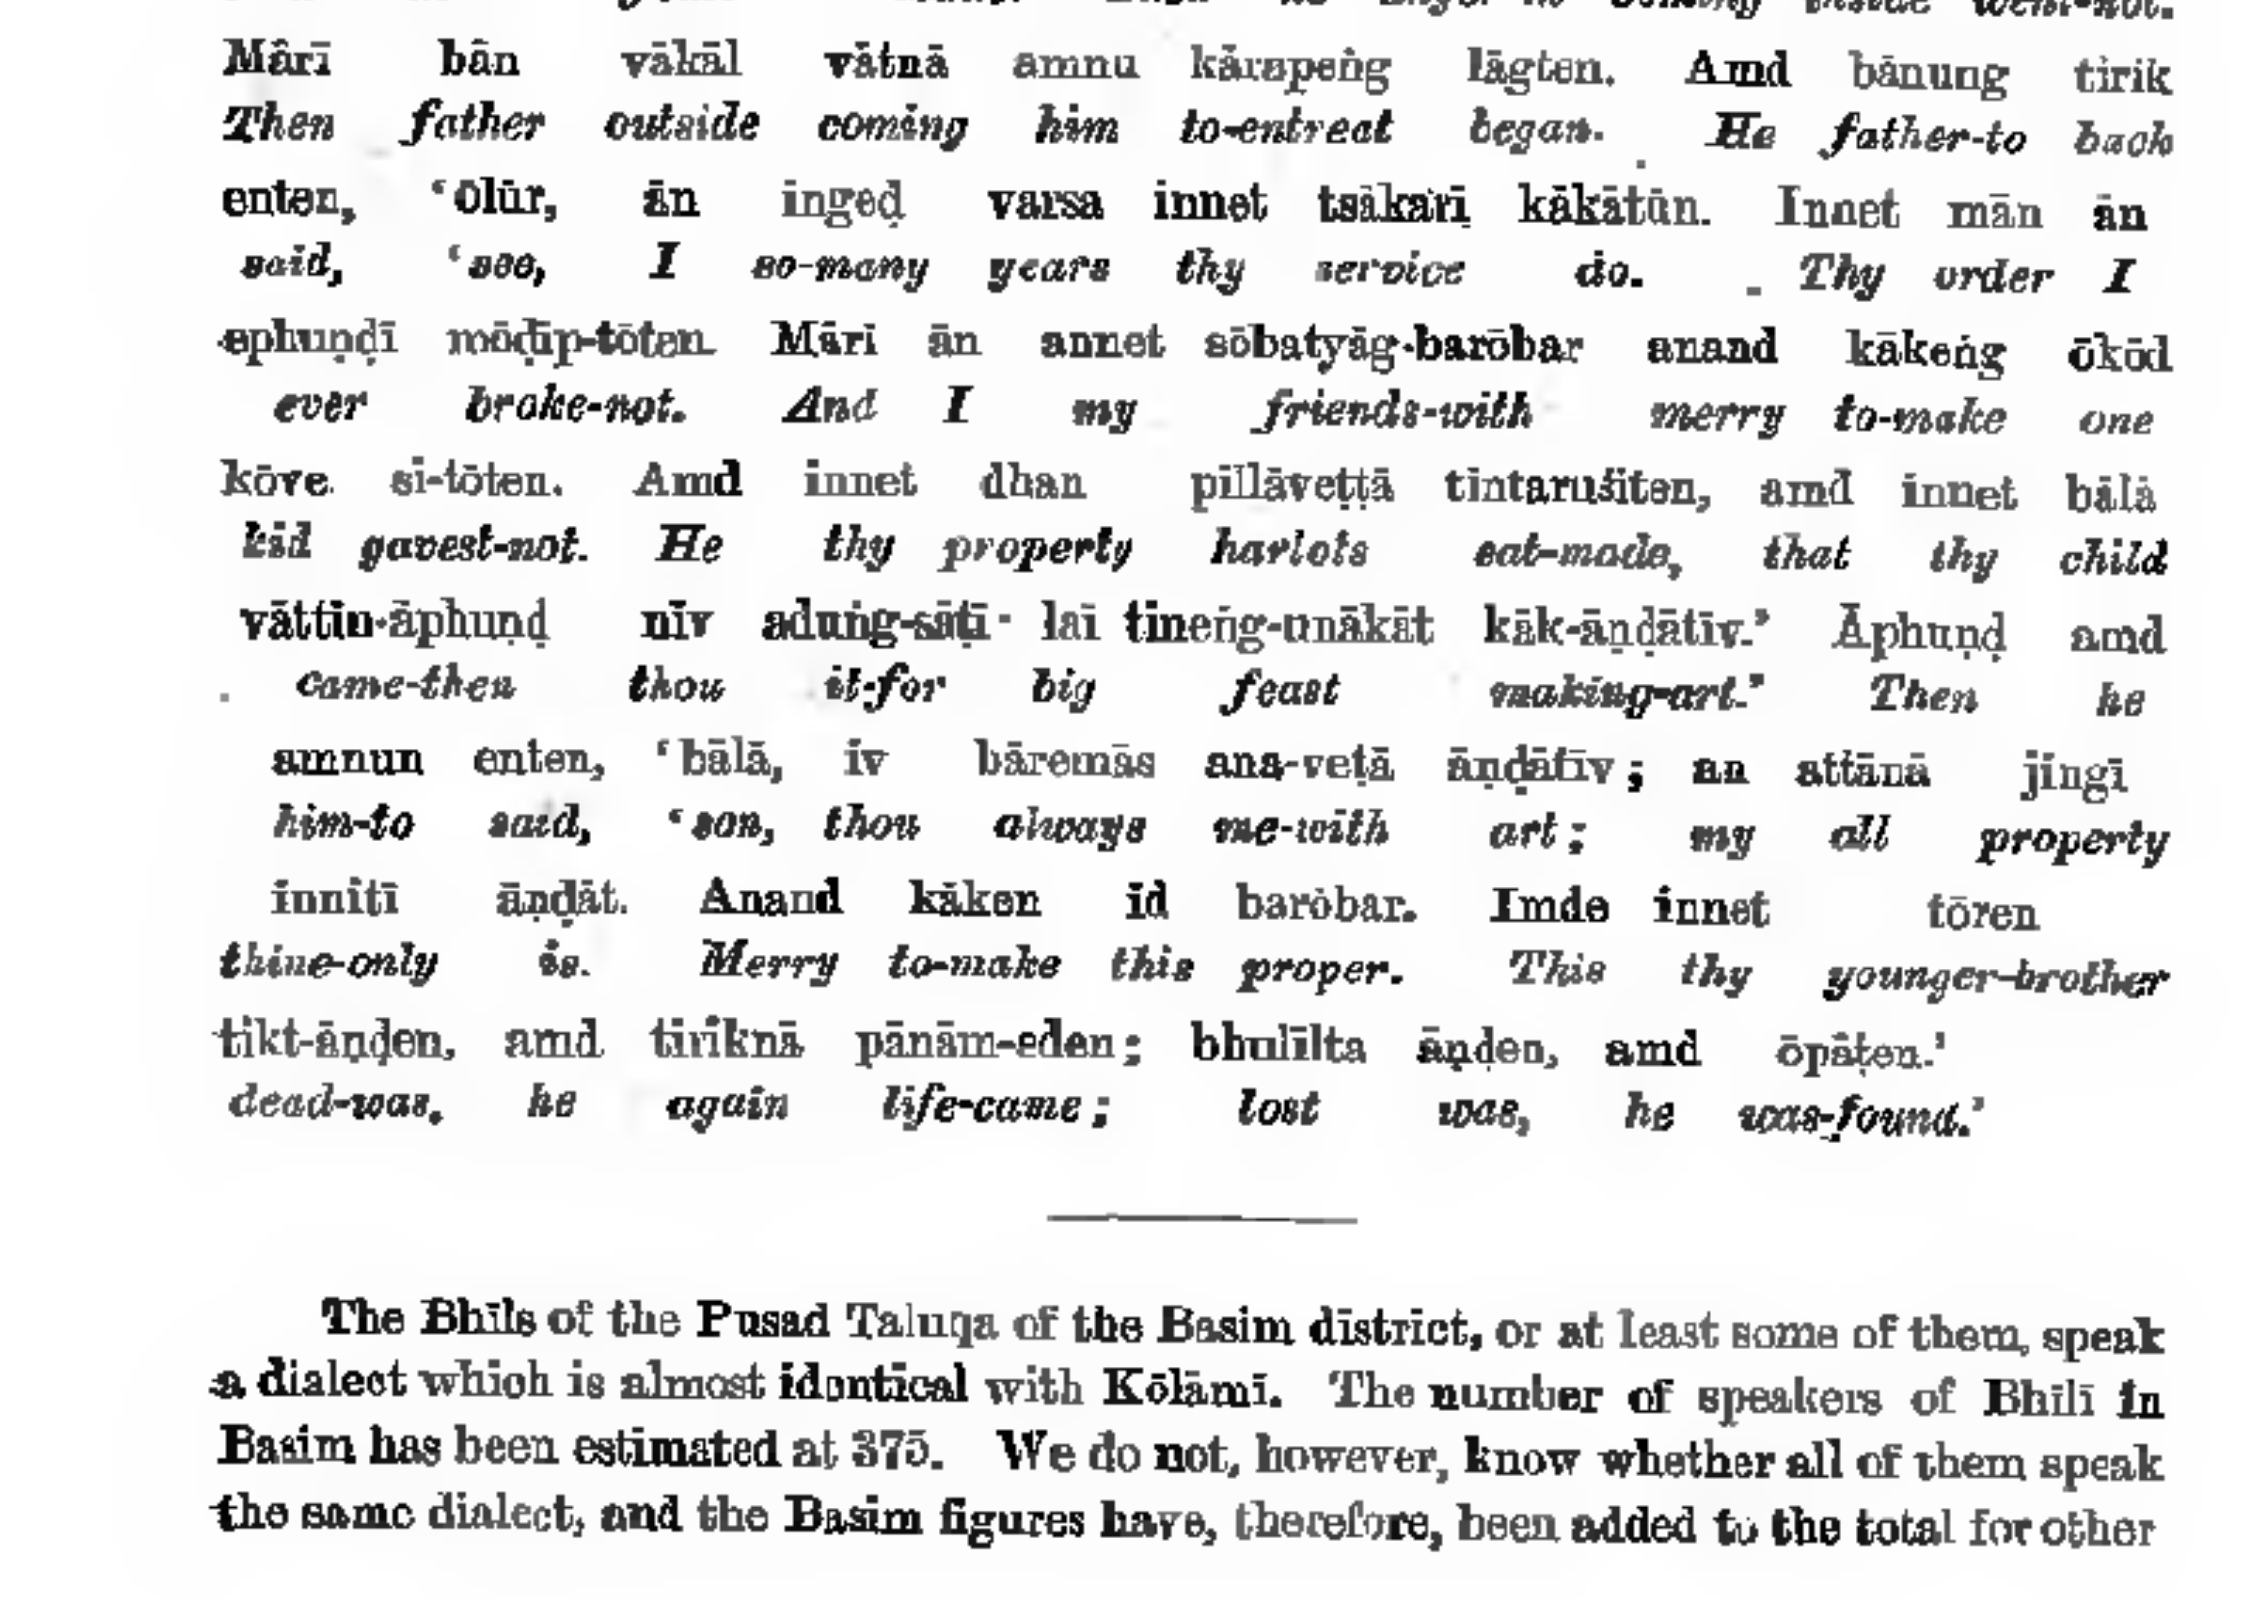 went-not.
Mârī bân vākāl vātnā amnu kārapeṅg lāgten. Amd bānung tirik
Then father outside coming him to-entreat began. He father-to back
enten, ‘ōlūr, ān ingeḍ varsa innet tsākarī kākātūn. Innet mān ān
said, ‘see, I so-many years thy service do. Thy order I
ephuṇḍī mōḍip-tōten. Māri ān annet sōbatyāg-barōbar anand kākeṅg ōkōd
ever broke-not. And I my friends-with merry to-make one
kōve si-tōten. Amd innet dhan pillāveṭṭā tintaruśiten, amd innet bālā
kid gavest-not. He thy property harlots eat-made, that thy child
vāttin-āphuṇḍ nīv aduṅg-sāṭī lai tineṅg-unākāt kāk-āṇḍātīv.’ Āphuṇḍ amd
came-then thou it-for big feast making-art.’ Then he
amnun enten, ‘bālā, iv bāremās ana-veṭā āṇḍātīv; an attānā jingī
him-to said, ‘son, thou always me-with art; my all property
innitī āṇḍāt. Anand kāken id barōbar. Imde innet tōren
thine-only is. Merry to-make this proper. This thy younger-brother
tikt-āṇḍen, amd tiriknā pānām-eden; bhulīlta āṇḍen, amd ōpāṭen.’
dead-was, he again life-came; lost was, he was-found.’
The Bhīls of the Pusad Taluqa of the Basim district, or at least some of them, speak
a dialect which is almost identical with Kōlāmī. The number of speakers of Bhīlī in
Basim has been estimated at 375. We do not, however, know whether all of them speak
the same dialect, and the Basim figures have, therefore, been added to the total for other